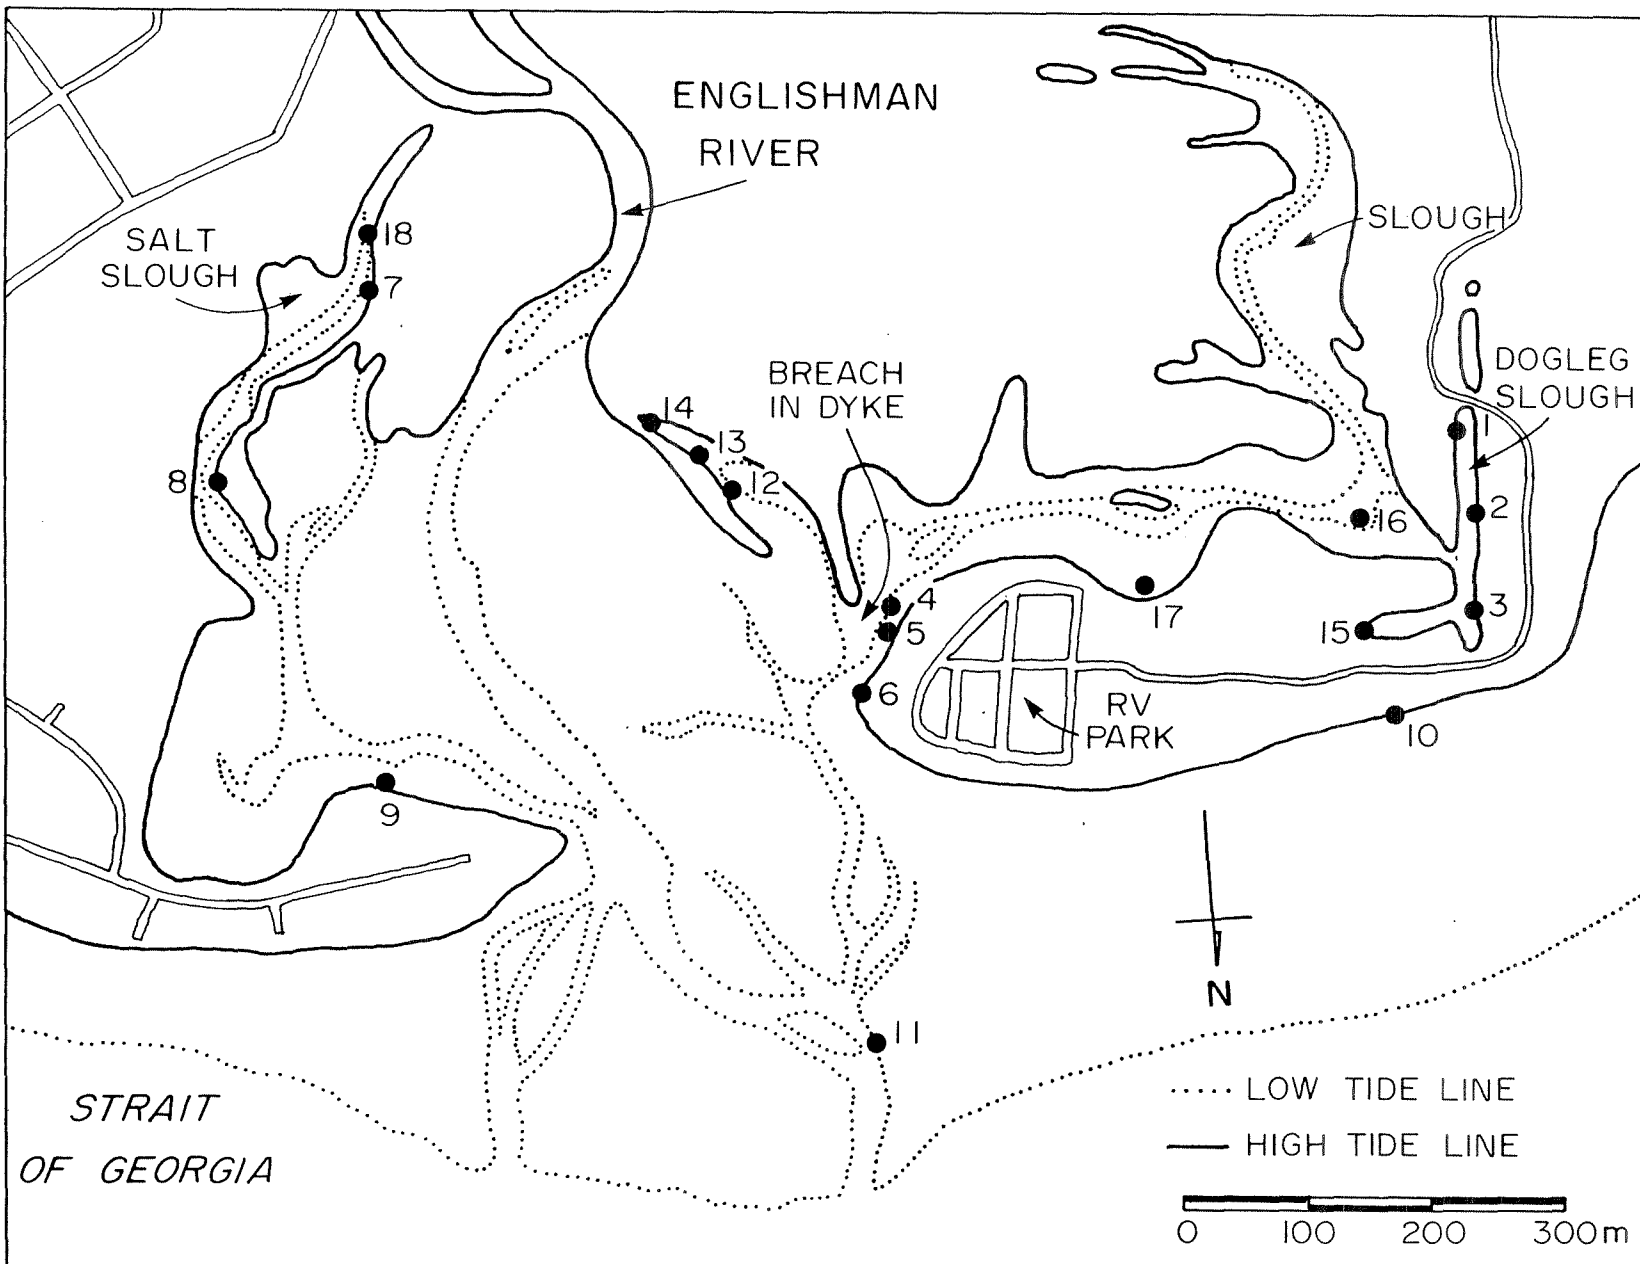 ENGLISHMAN
RIVER
SALT
SLOUGH
18
7
SLOUGH
BREACH
IN DYKE
DOGLEG
SLOUGH
14
13
12
8
1
2
16
4
5
17
3
15
6
RV
PARK
10
9
N
11
STRAIT
OF GEORGIA
LOW TIDE LINE
HIGH TIDE LINE
0 100 200 300m